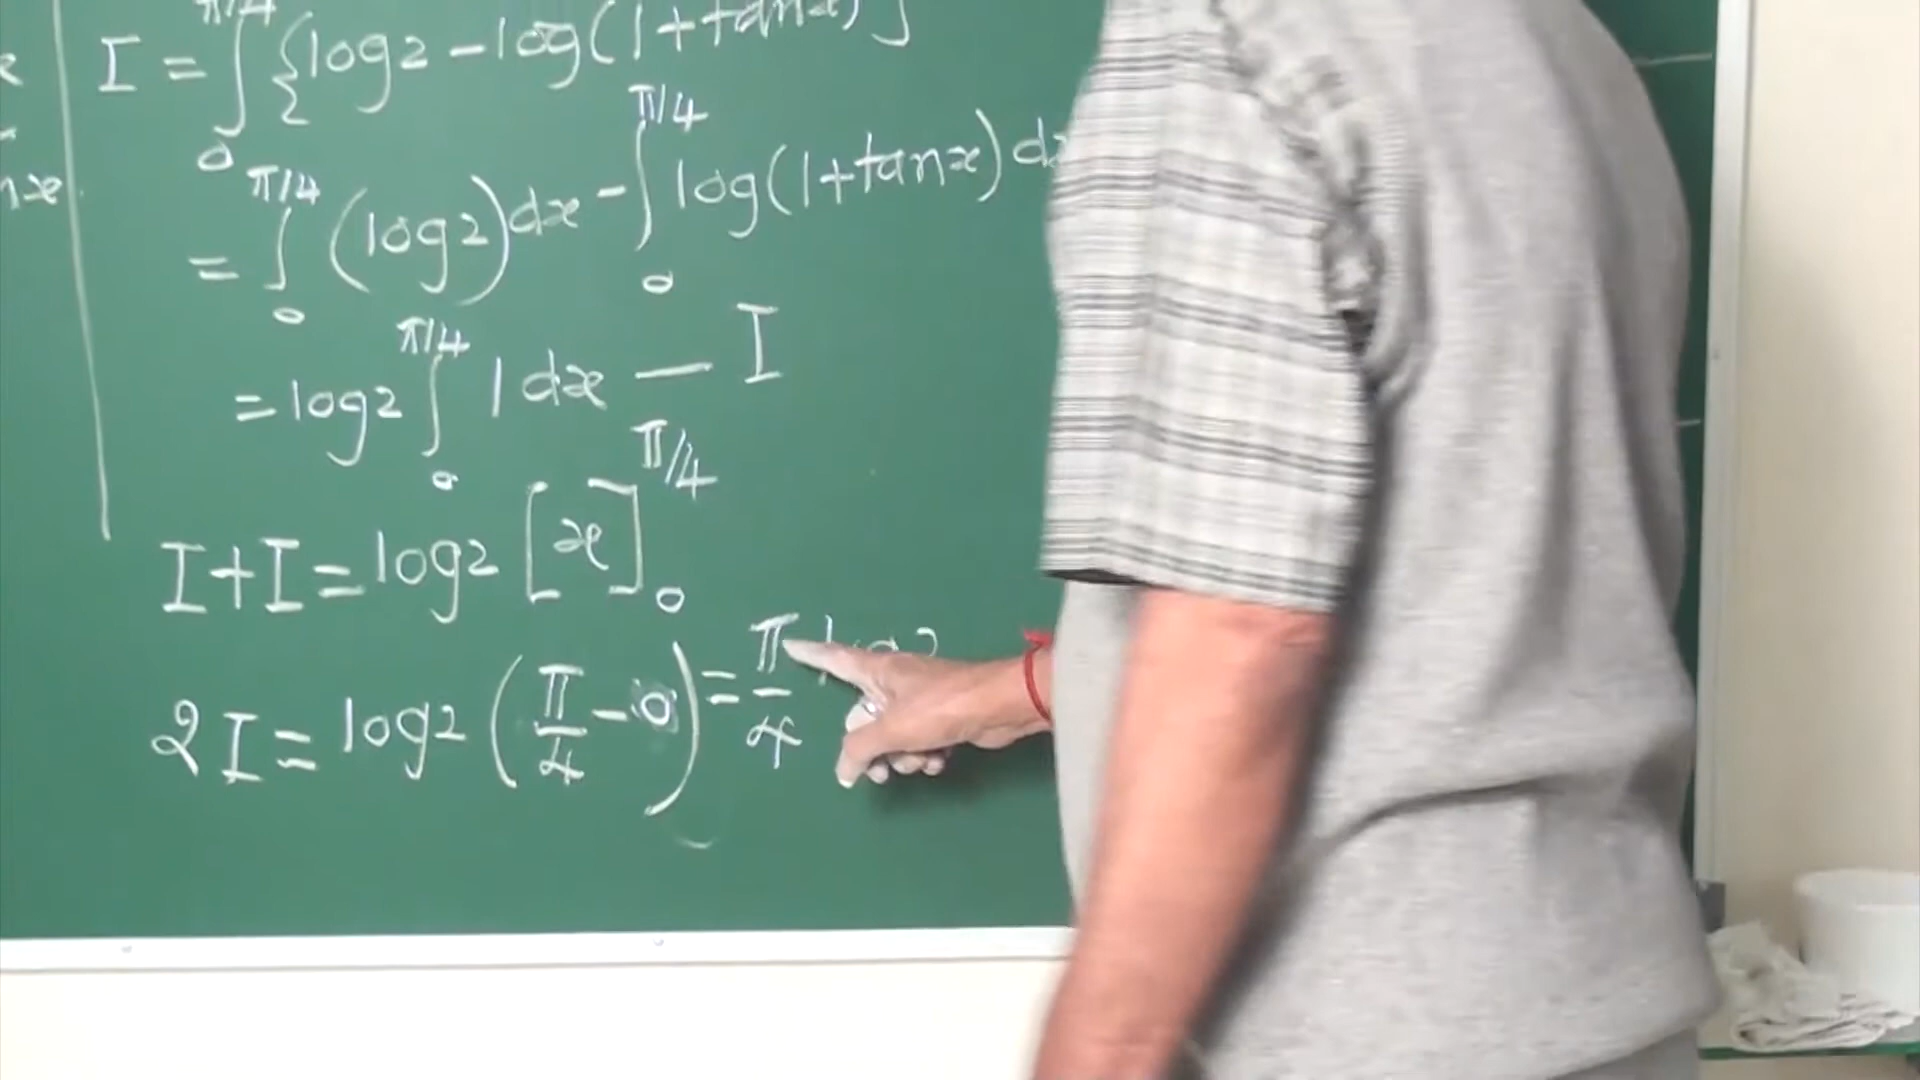 π/4
I = ∫ {log2 − log(1+tanx)}
0
π/4 π/4
= ∫ (log2)dx − ∫ log(1+tanx)dx
0 0
π/4
= log2 ∫ 1 dx − I
0
π/4
I+I = log2 [x]
0
2I = log2 (π/4 − 0) = π/4 log2